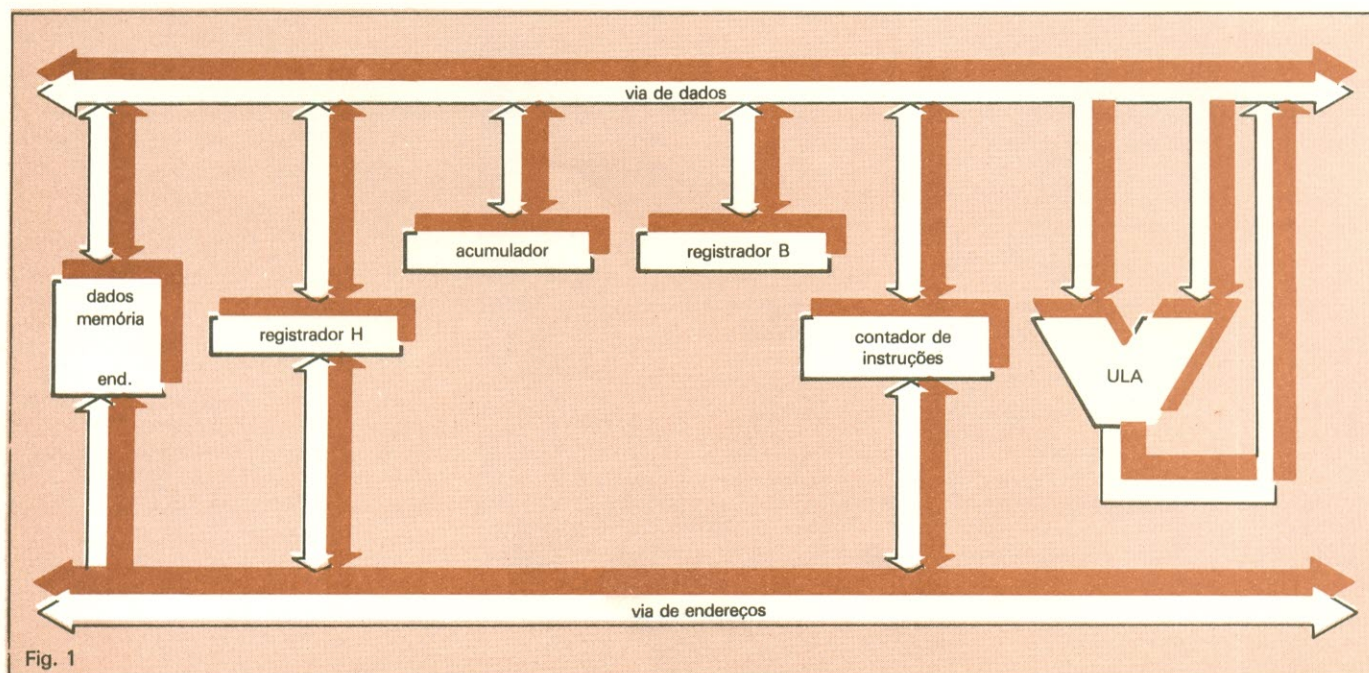 via de dados
dados
memória
end.
registrador H
acumulador
registrador B
contador de
instruções
ULA
via de endereços
Fig. 1